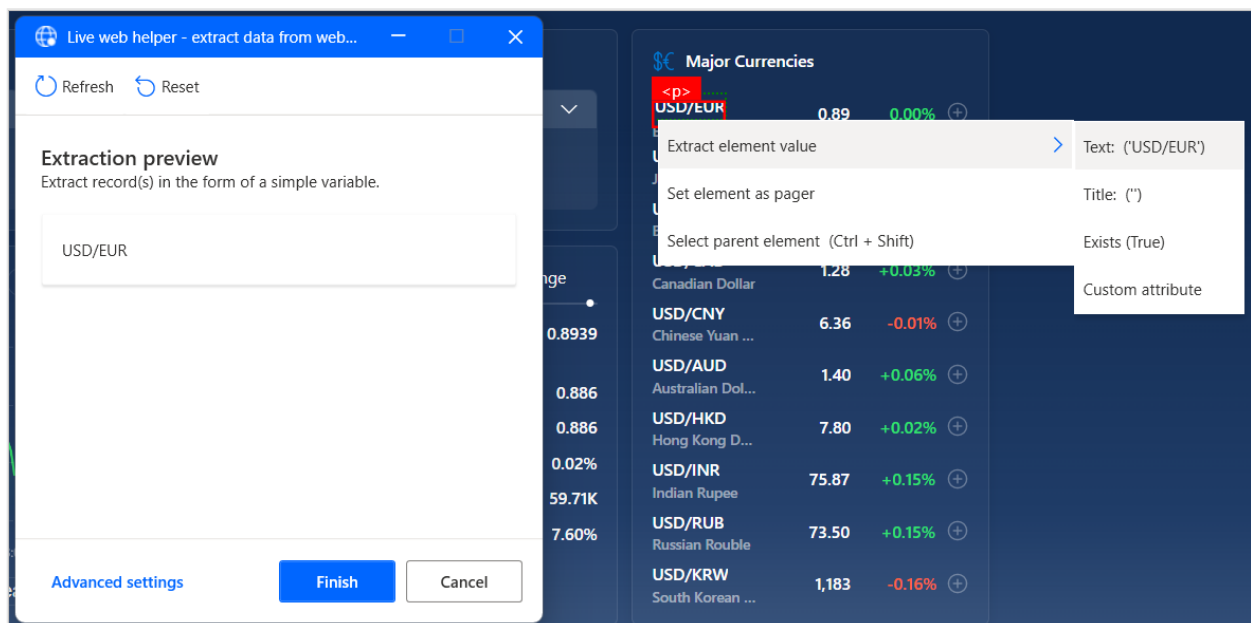 Live web helper - extract data from web...
Refresh Reset
Extraction preview
Extract record(s) in the form of a simple variable.
USD/EUR
Advanced settings
Finish
Cancel
0.8939
0.886
0.886
0.02%
59.71K
7.60%
$€ Major Currencies
<p>
USD/EUR 0.89 0.00%
Extract element value
Set element as pager
Select parent element (Ctrl + Shift)
Text: ('USD/EUR')
Title: ('')
Exists (True)
Custom attribute
1.28 +0.03%
Canadian Dollar
USD/CNY 6.36 -0.01%
Chinese Yuan ...
USD/AUD 1.40 +0.06%
Australian Dol...
USD/HKD 7.80 +0.02%
Hong Kong D...
USD/INR 75.87 +0.15%
Indian Rupee
USD/RUB 73.50 +0.15%
Russian Rouble
USD/KRW 1,183 -0.16%
South Korean ...